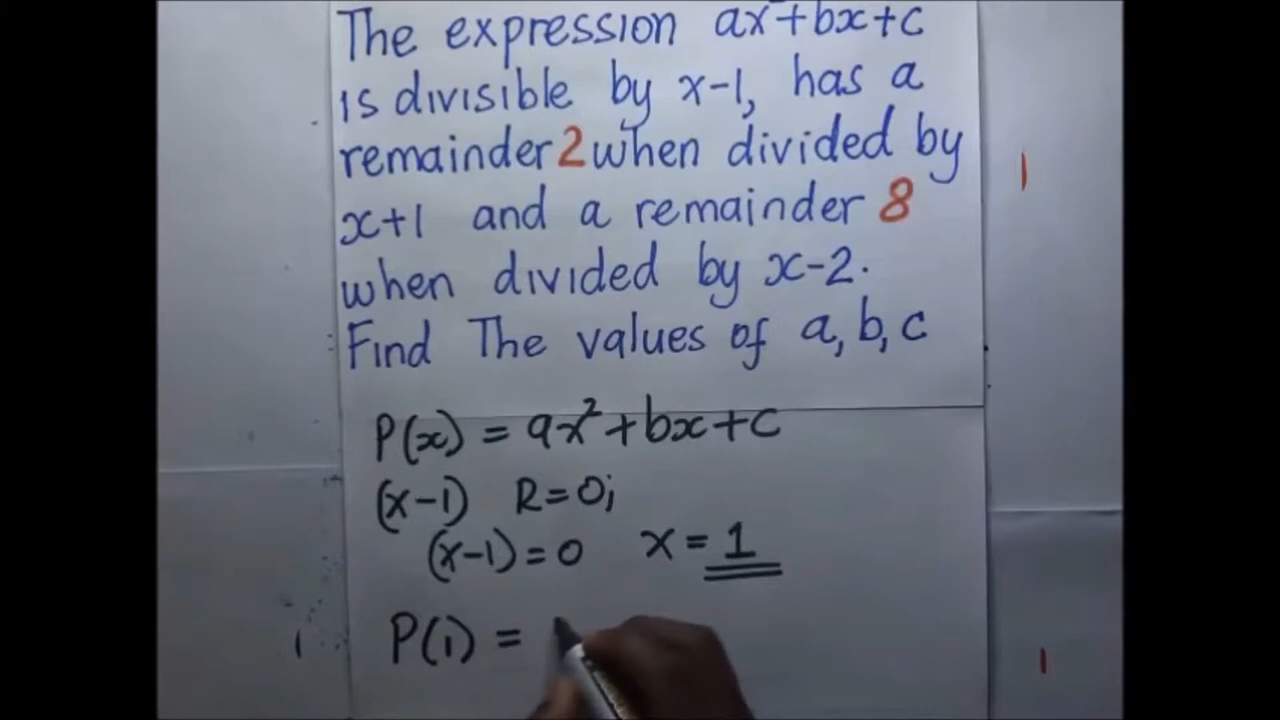 The expression ax²+bx+c
is divisible by x-1, has a
remainder 2 when divided by
x+1 and a remainder 8
when divided by x-2.
Find The values of a, b, c
P(x) = ax²+bx+c
(x-1) R=0;
(x-1)=0 x=1
P(1) =